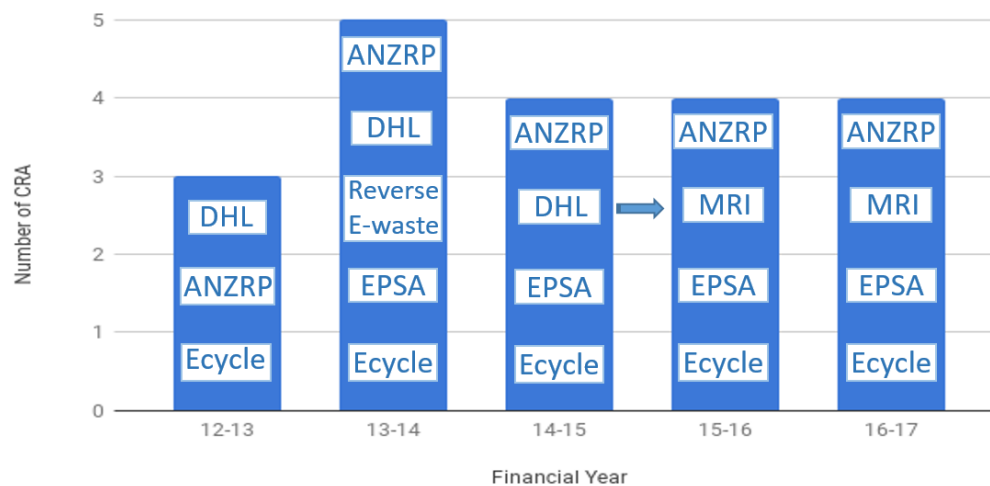 5
4
3
2
1
0
Number of CRA
DHL
ANZRP
Ecycle
ANZRP
DHL
Reverse
E-waste
EPSA
Ecycle
ANZRP
DHL
EPSA
Ecycle
ANZRP
MRI
EPSA
Ecycle
ANZRP
MRI
EPSA
Ecycle
12-13
13-14
14-15
15-16
16-17
Financial Year